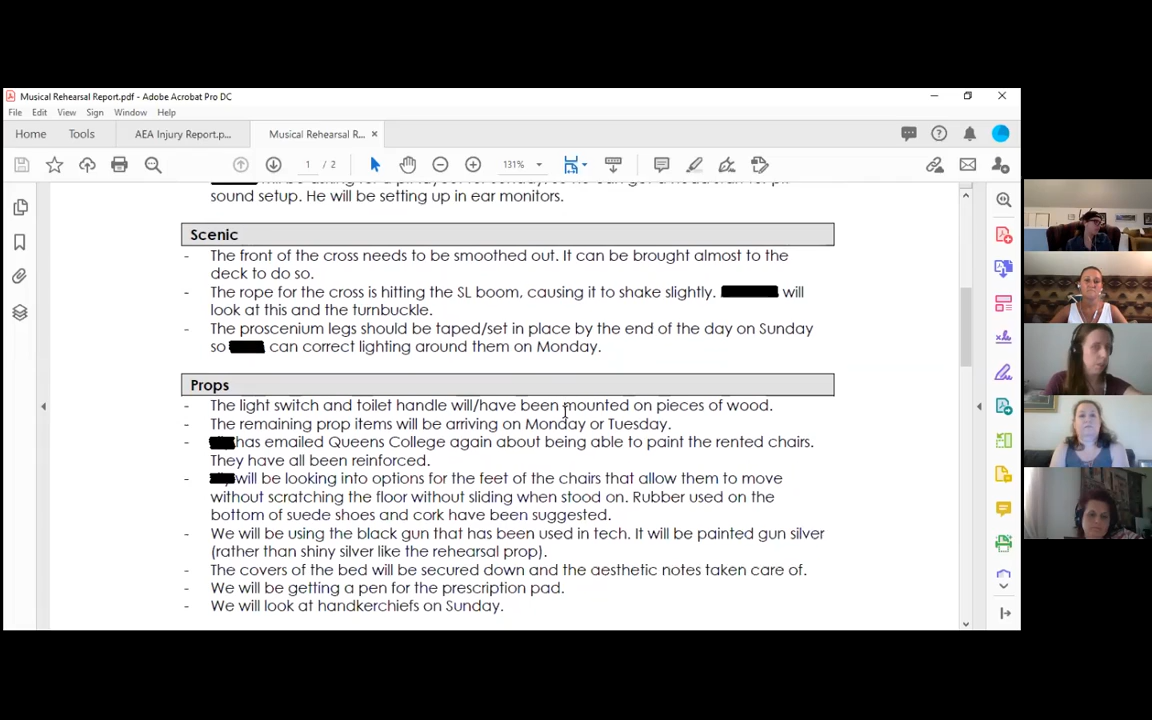 Musical Rehearsal Report.pdf - Adobe Acrobat Pro DC
File Edit View Sign Window Help
Home Tools AEA Injury Report.p... Musical Rehearsal R... ×
1 / 2 131%
sound setup. He will be setting up in ear monitors.
Scenic
- The front of the cross needs to be smoothed out. It can be brought almost to the
deck to do so.
- The rope for the cross is hitting the SL boom, causing it to shake slightly. will
look at this and the turnbuckle.
- The proscenium legs should be taped/set in place by the end of the day on Sunday
so can correct lighting around them on Monday.
Props
- The light switch and toilet handle will/have been mounted on pieces of wood.
- The remaining prop items will be arriving on Monday or Tuesday.
- has emailed Queens College again about being able to paint the rented chairs.
They have all been reinforced.
- will be looking into options for the feet of the chairs that allow them to move
without scratching the floor without sliding when stood on. Rubber used on the
bottom of suede shoes and cork have been suggested.
- We will be using the black gun that has been used in tech. It will be painted gun silver
(rather than shiny silver like the rehearsal prop).
- The covers of the bed will be secured down and the aesthetic notes taken care of.
- We will be getting a pen for the prescription pad.
- We will look at handkerchiefs on Sunday.